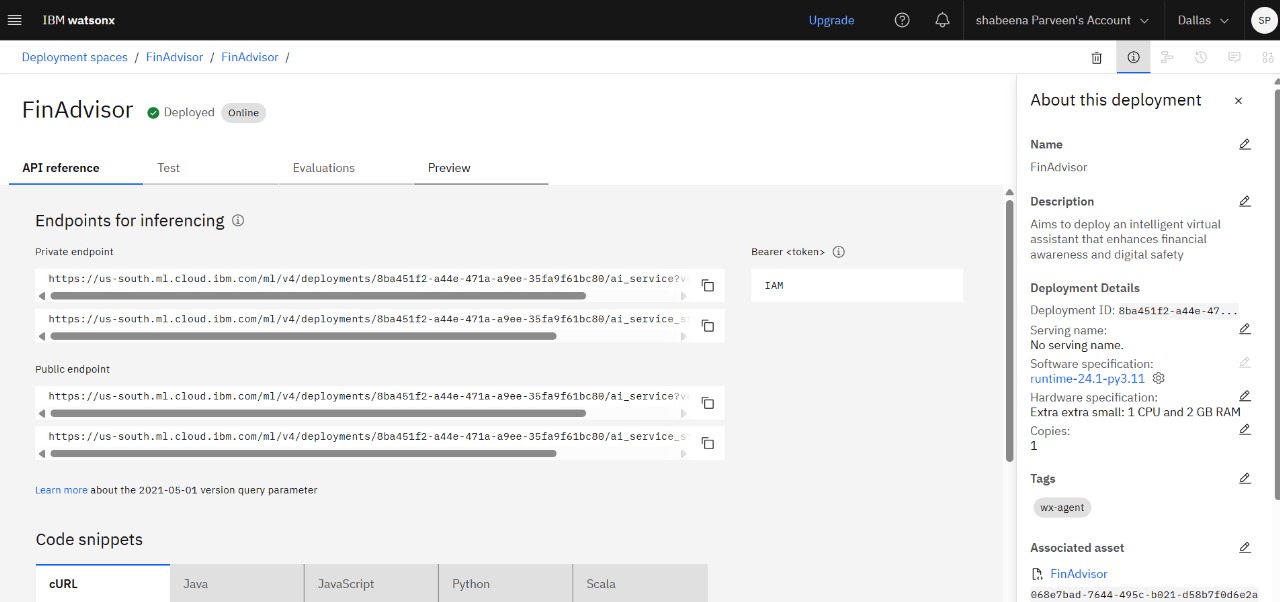 IBM watsonx
Upgrade
shabeena Parveen's Account
Dallas
SP
Deployment spaces / FinAdvisor / FinAdvisor /
FinAdvisor
Deployed
Online
API reference
Test
Evaluations
Preview
Endpoints for inferencing
Private endpoint
https://us-south.ml.cloud.ibm.com/ml/v4/deployments/8ba451f2-a44e-471a-a9ee-35fa9f61bc80/ai_service?v
https://us-south.ml.cloud.ibm.com/ml/v4/deployments/8ba451f2-a44e-471a-a9ee-35fa9f61bc80/ai_service_s
Bearer <token>
IAM
Public endpoint
https://us-south.ml.cloud.ibm.com/ml/v4/deployments/8ba451f2-a44e-471a-a9ee-35fa9f61bc80/ai_service?v
https://us-south.ml.cloud.ibm.com/ml/v4/deployments/8ba451f2-a44e-471a-a9ee-35fa9f61bc80/ai_service_s
Learn more about the 2021-05-01 version query parameter
Code snippets
cURL
Java
JavaScript
Python
Scala
About this deployment
Name
FinAdvisor
Description
Aims to deploy an intelligent virtual
assistant that enhances financial
awareness and digital safety
Deployment Details
Deployment ID: 8ba451f2-a44e-47...
Serving name:
No serving name.
Software specification:
runtime-24.1-py3.11
Hardware specification:
Extra extra small: 1 CPU and 2 GB RAM
Copies:
1
Tags
wx-agent
Associated asset
FinAdvisor
068e7bad-7644-495c-b021-d58b7f0d6e2a